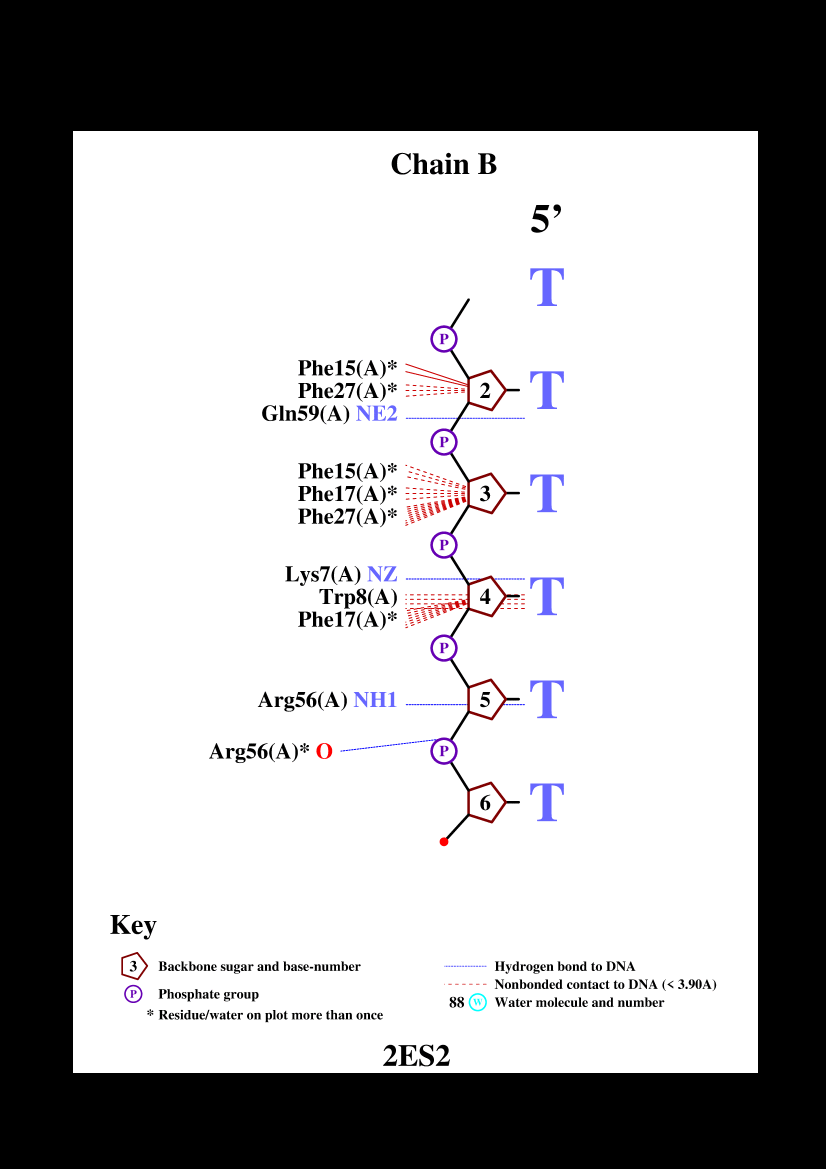 Chain B
5’
T
P
Phe15(A)*
Phe27(A)* 2 T
Gln59(A) NE2
P
Phe15(A)*
Phe17(A)* 3 T
Phe27(A)*
P
Lys7(A) NZ
Trp8(A) 4 T
Phe17(A)*
P
Arg56(A) NH1 5 T
Arg56(A)* O P
6 T
Key
3 Backbone sugar and base-number
P Phosphate group
* Residue/water on plot more than once
Hydrogen bond to DNA
Nonbonded contact to DNA (< 3.90A)
88 W Water molecule and number
2ES2